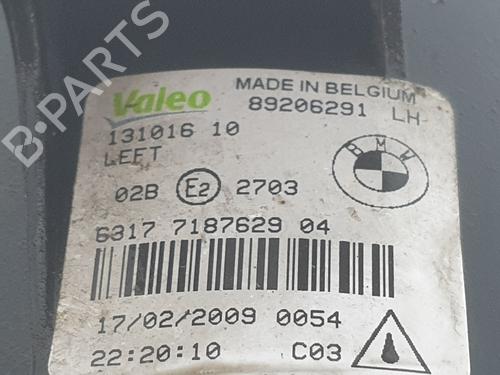 B-PARTS
Valeo
MADE IN BELGIUM
89206291 LH
131016 10
LEFT
BMW
02B E2 2703
6317 7187629 04
17/02/2009 0054
22:20:10 C03